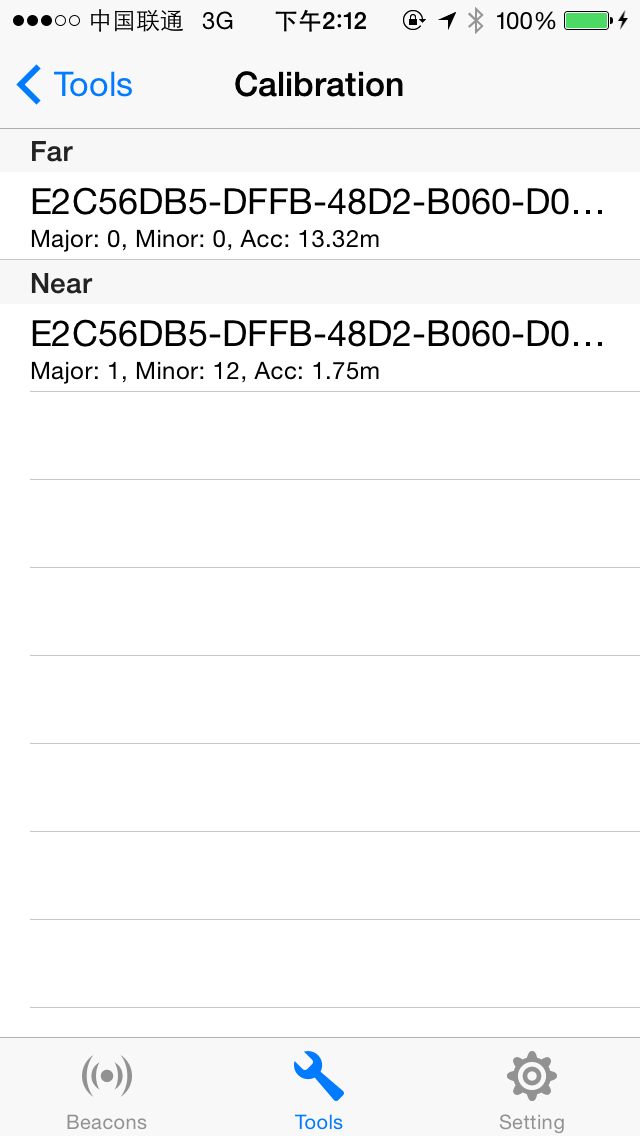 中国联通 3G 下午2:12 100%
Tools Calibration
Far
E2C56DB5-DFFB-48D2-B060-D0...
Major: 0, Minor: 0, Acc: 13.32m
Near
E2C56DB5-DFFB-48D2-B060-D0...
Major: 1, Minor: 12, Acc: 1.75m
Beacons Tools Setting